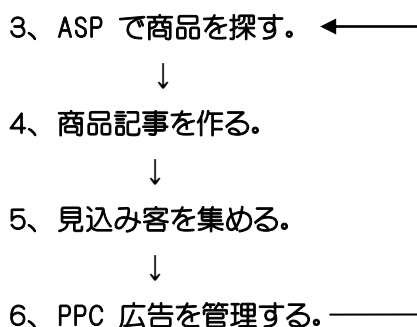 3、ASP で商品を探す。
↓
4、商品記事を作る。
↓
5、見込み客を集める。
↓
6、PPC 広告を管理する。